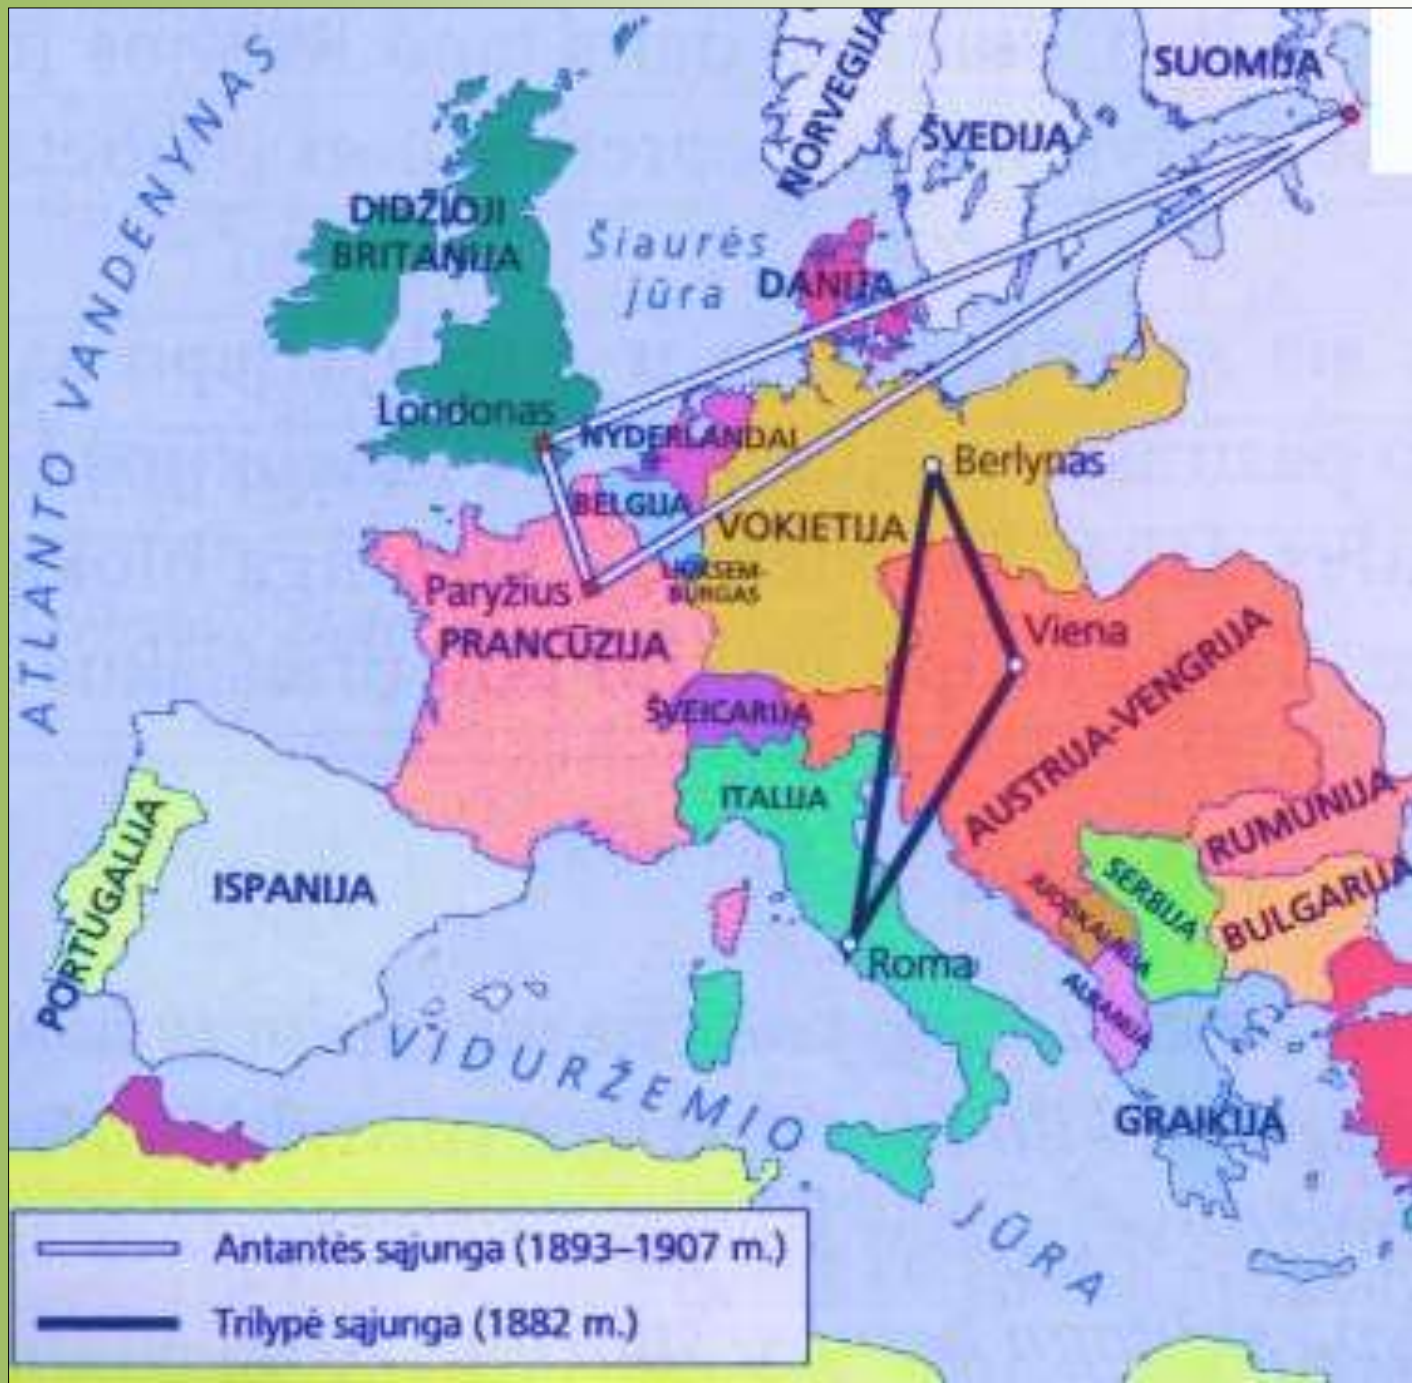 NORVEGIJA
SUOMIJA
ŠVEDIJA
ATLANTO VANDENYNAS
DIDŽIOJI
BRITANIJA
Šiaurės
jūra
DANIJA
Londonas
NYDERLANDAI
Berlynas
BELGIJA
VOKIETIJA
LIUKSEM-
BURGAS
Paryžius
PRANCŪZIJA
Viena
ŠVEICARIJA
AUSTRIJA-VENGRIJA
ITALIJA
RUMUNIJA
PORTUGALIJA
ISPANIJA
SERBIJA
JUODKALNIJA
BULGARIJA
Roma
ALBANIJA
VIDURŽEMIO
JŪRA
GRAIKIJA
Antantės sąjunga (1893–1907 m.)
Trilypė sąjunga (1882 m.)